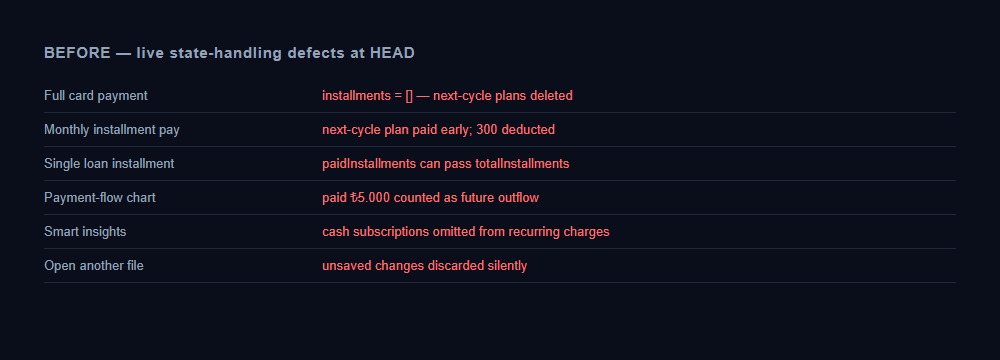 BEFORE — live state-handling defects at HEAD
Full card payment installments = [] — next-cycle plans deleted
Monthly installment pay next-cycle plan paid early; 300 deducted
Single loan installment paidInstallments can pass totalInstallments
Payment-flow chart paid ₺5.000 counted as future outflow
Smart insights cash subscriptions omitted from recurring charges
Open another file unsaved changes discarded silently